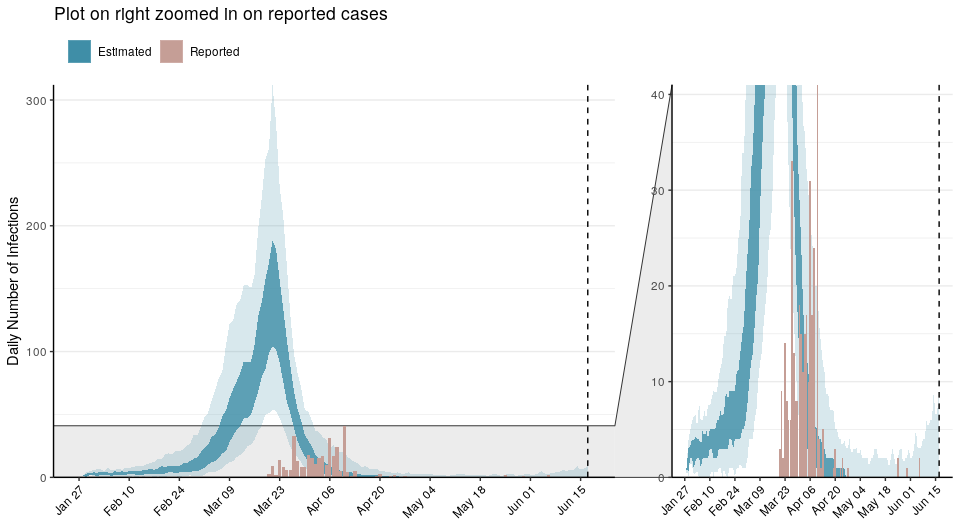 Plot on right zoomed in on reported cases
Estimated Reported
Daily Number of Infections
300
200
100
0
Jan 27 Feb 10 Feb 24 Mar 09 Mar 23 Apr 06 Apr 20 May 04 May 18 Jun 01 Jun 15
40
30
20
10
0
Jan 27 Feb 10 Feb 24 Mar 09 Mar 23 Apr 06 Apr 20 May 04 May 18 Jun 01 Jun 15